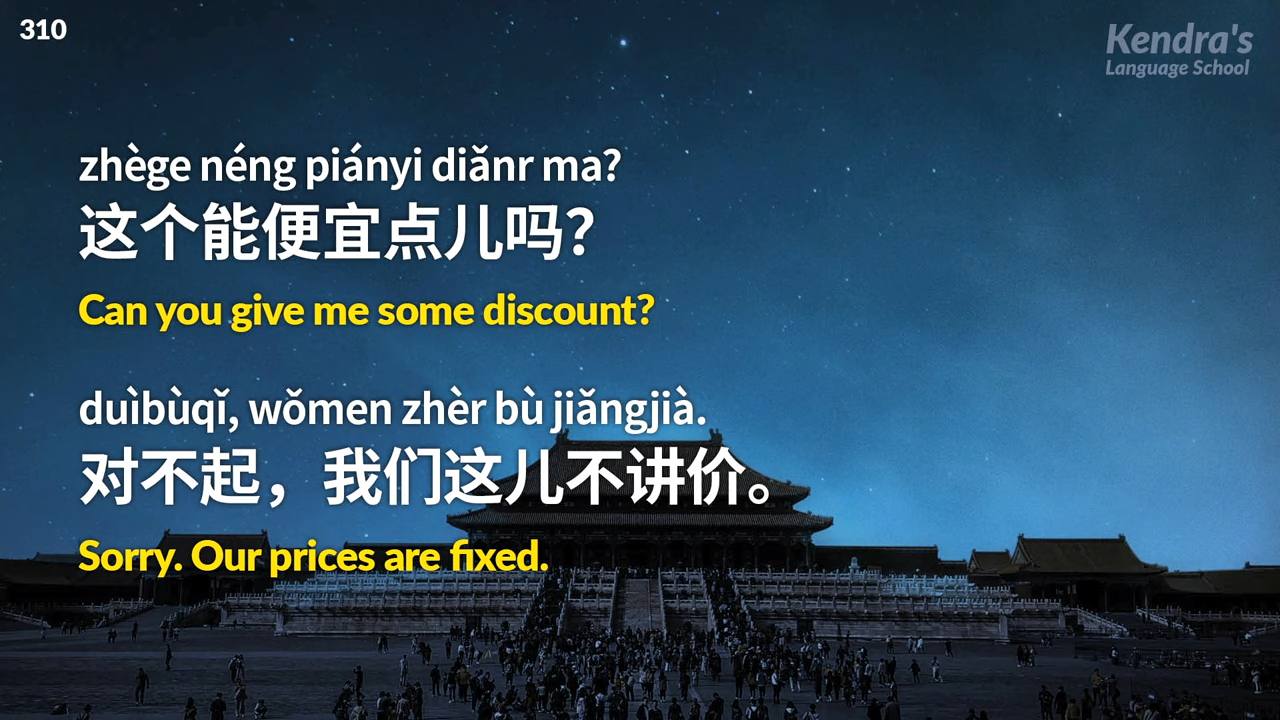 310
Kendra's
Language School
zhège néng piányi diǎnr ma?
这个能便宜点儿吗？
Can you give me some discount?
duìbùqǐ, wǒmen zhèr bù jiǎngjià.
对不起，我们这儿不讲价。
Sorry. Our prices are fixed.